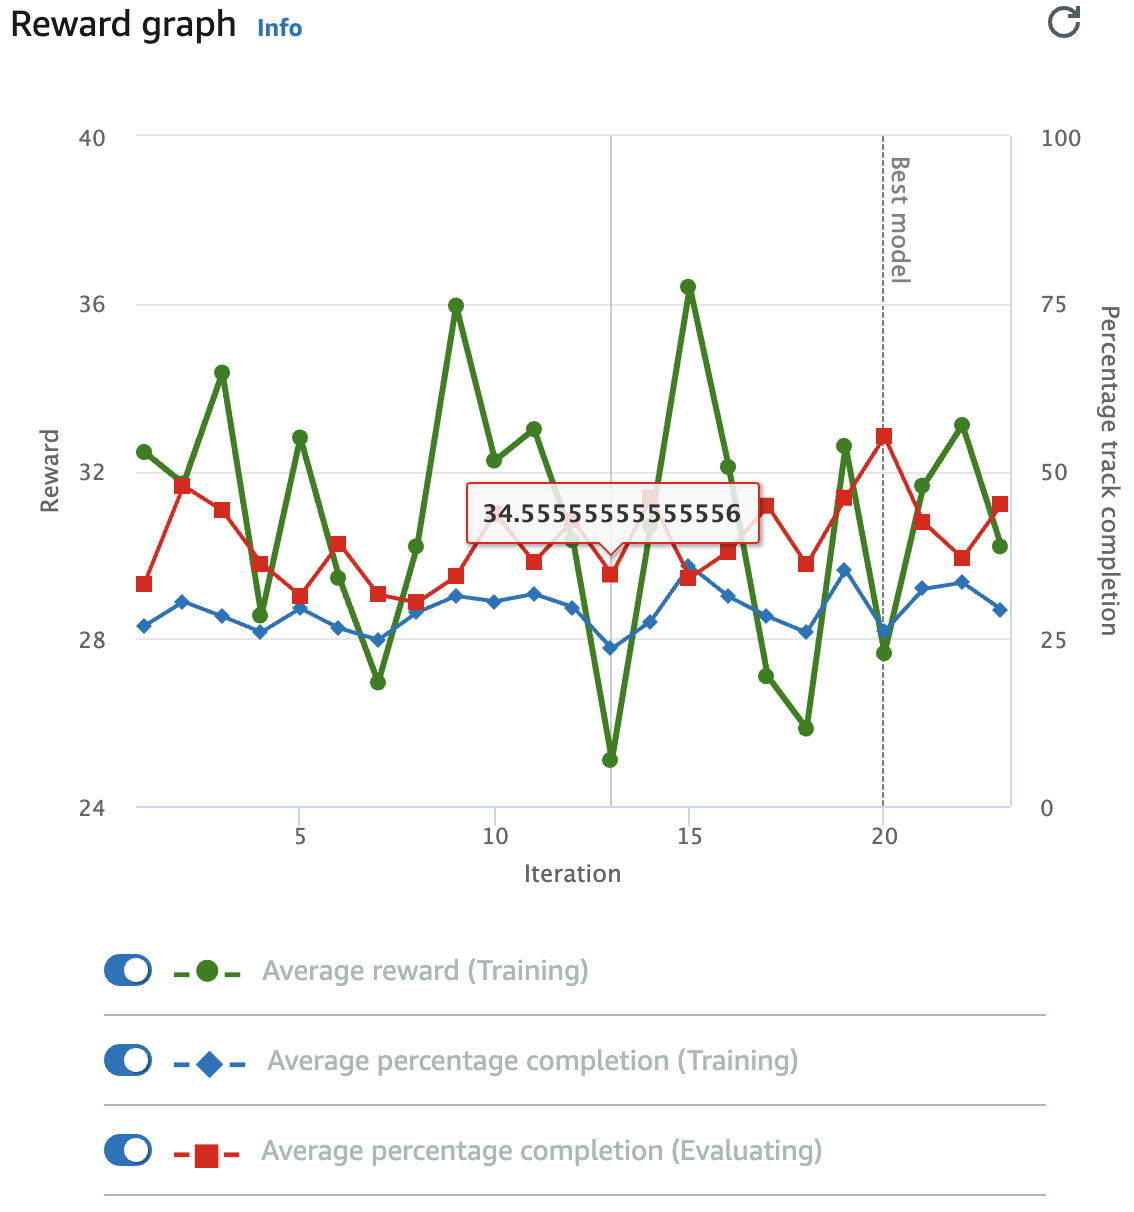 Reward graph Info
40
100
Best model
36
75
Percentage track completion
Reward
32
50
34.55555555555556
28
25
24
0
5
10
15
20
Iteration
Average reward (Training)
Average percentage completion (Training)
Average percentage completion (Evaluating)